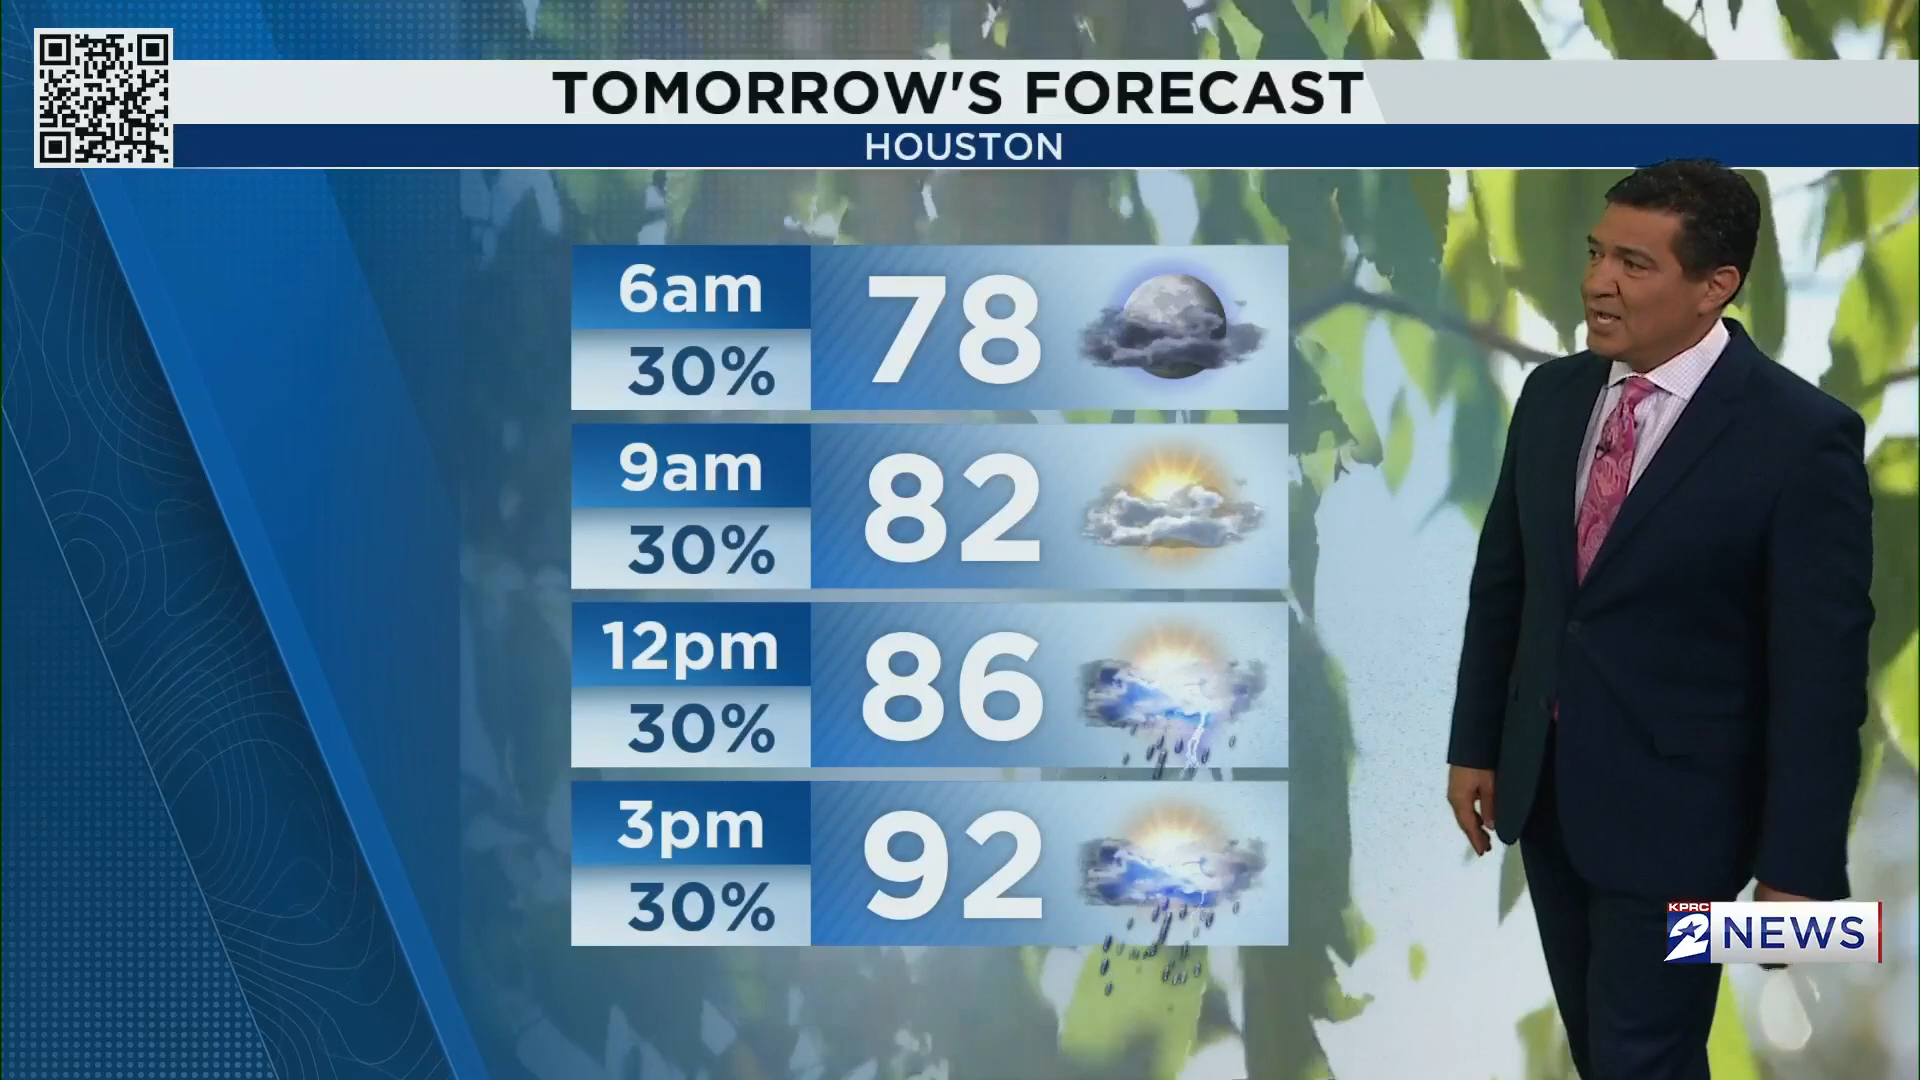 TOMORROW'S FORECAST
HOUSTON
6am
30%
78
9am
30%
82
12pm
30%
86
3pm
30%
92
KPRC
2 NEWS